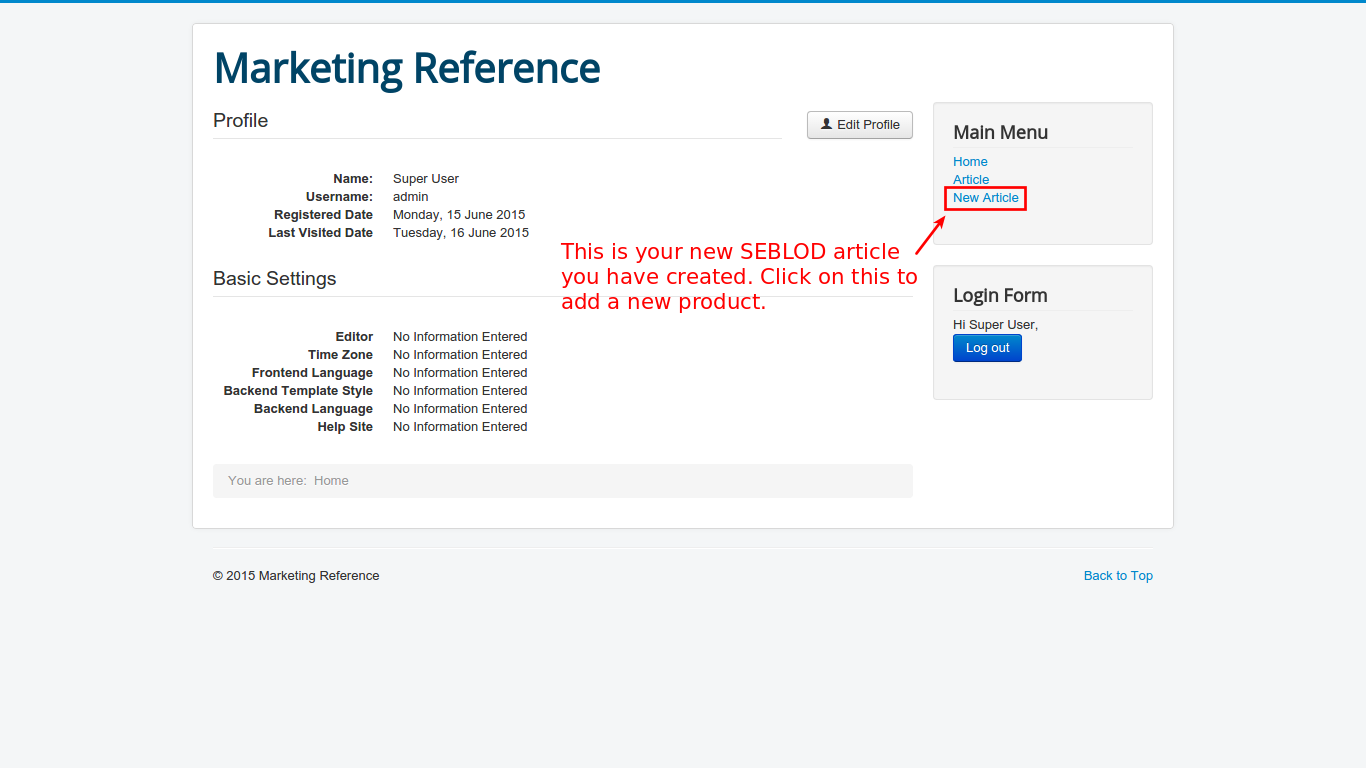 Marketing Reference
Profile
Edit Profile
Name: Super User
Username: admin
Registered Date Monday, 15 June 2015
Last Visited Date Tuesday, 16 June 2015
Basic Settings
Editor No Information Entered
Time Zone No Information Entered
Frontend Language No Information Entered
Backend Template Style No Information Entered
Backend Language No Information Entered
Help Site No Information Entered
You are here: Home
This is your new SEBLOD article
you have created. Click on this to
add a new product.
Main Menu
Home
Article
New Article
Login Form
Hi Super User,
Log out
© 2015 Marketing Reference
Back to Top